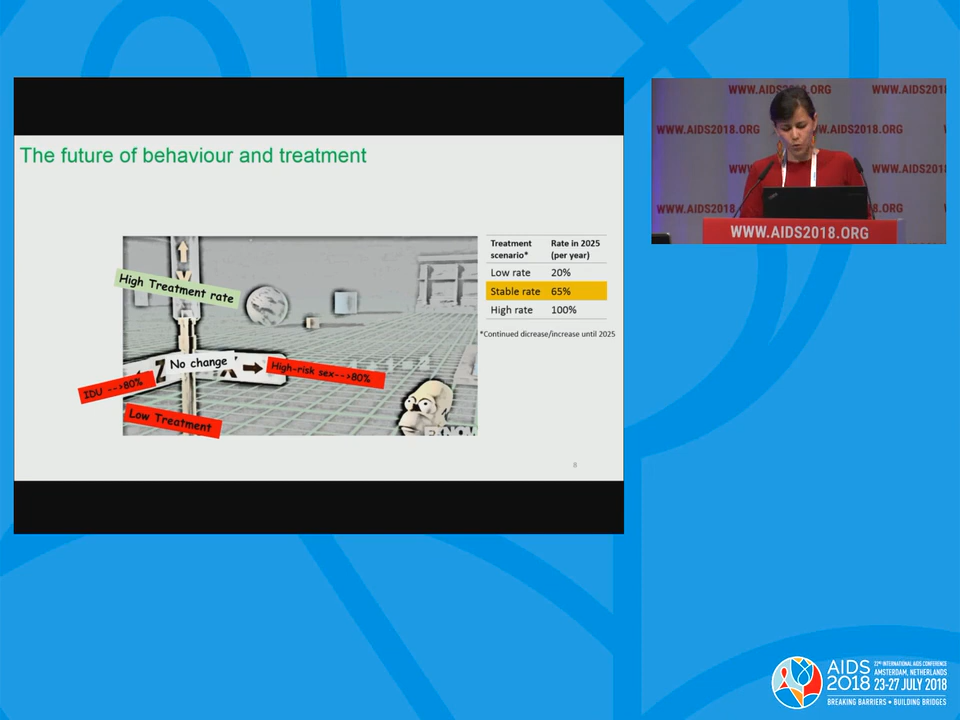 The future of behaviour and treatment
High Treatment rate
No change
Z
X
High-risk sex-->80%
IDU -->80%
Low Treatment
Treatment scenario* Rate in 2025 (per year)
Low rate 20%
Stable rate 65%
High rate 100%
*Continued dicrease/increase until 2025
8
WWW.AIDS2018.ORG
WWW.AIDS2018
WWW.AIDS2018.ORG
WWW.AIDS2018.ORG
WWW.AIDS2018
WWW.AIDS2018
.ORG
WWW.AIDS2018.ORG
AIDS 2018
22ND INTERNATIONAL AIDS CONFERENCE
AMSTERDAM, NETHERLANDS
23-27 JULY 2018
BREAKING BARRIERS • BUILDING BRIDGES